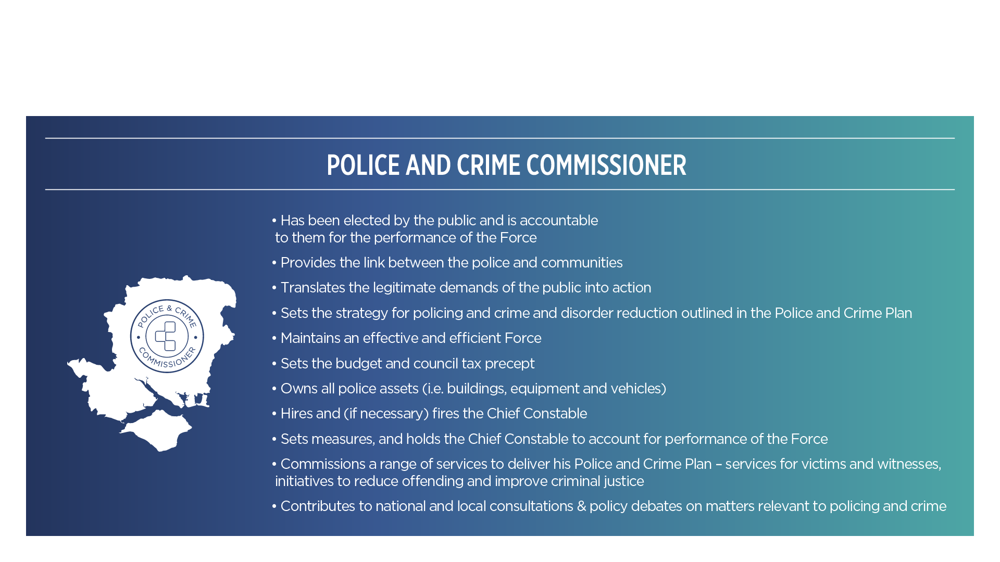 POLICE AND CRIME COMMISSIONER
• Has been elected by the public and is accountable
to them for the performance of the Force
• Provides the link between the police and communities
• Translates the legitimate demands of the public into action
• Sets the strategy for policing and crime and disorder reduction outlined in the Police and Crime Plan
• Maintains an effective and efficient Force
• Sets the budget and council tax precept
• Owns all police assets (i.e. buildings, equipment and vehicles)
• Hires and (if necessary) fires the Chief Constable
• Sets measures, and holds the Chief Constable to account for performance of the Force
• Commissions a range of services to deliver his Police and Crime Plan – services for victims and witnesses,
initiatives to reduce offending and improve criminal justice
• Contributes to national and local consultations & policy debates on matters relevant to policing and crime
POLICE & CRIME
• COMMISSIONER •